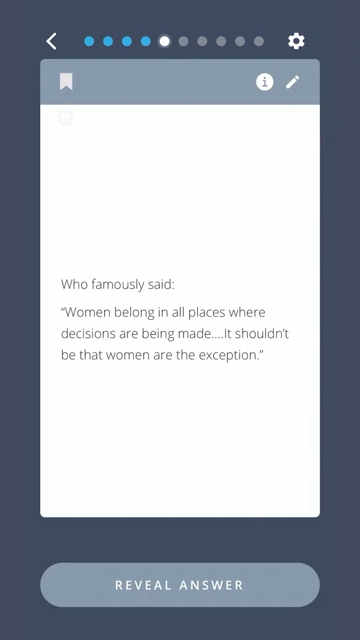 Who famously said:
“Women belong in all places where
decisions are being made....It shouldn’t
be that women are the exception.”
REVEAL ANSWER